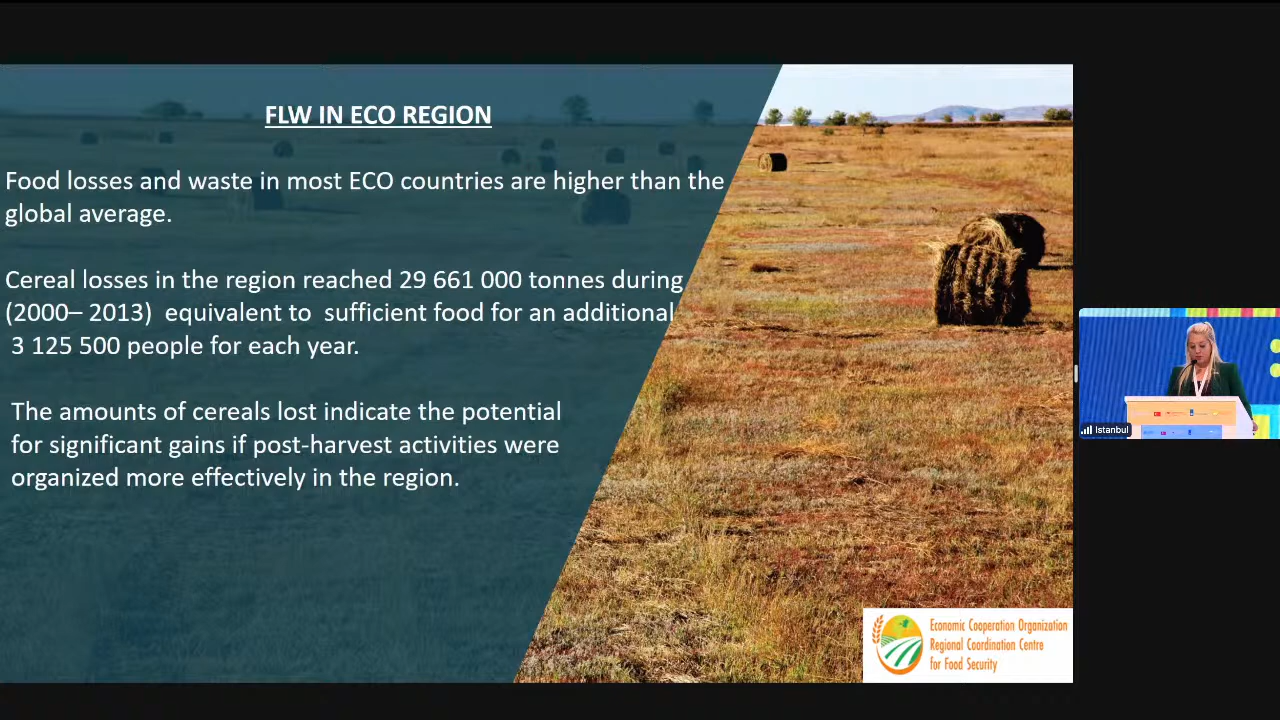 FLW IN ECO REGION
Food losses and waste in most ECO countries are higher than the
global average.
Cereal losses in the region reached 29 661 000 tonnes during
(2000– 2013) equivalent to sufficient food for an additional
3 125 500 people for each year.
The amounts of cereals lost indicate the potential
for significant gains if post-harvest activities were
organized more effectively in the region.
Economic Cooperation Organization
Regional Coordination Centre
for Food Security
Istanbul